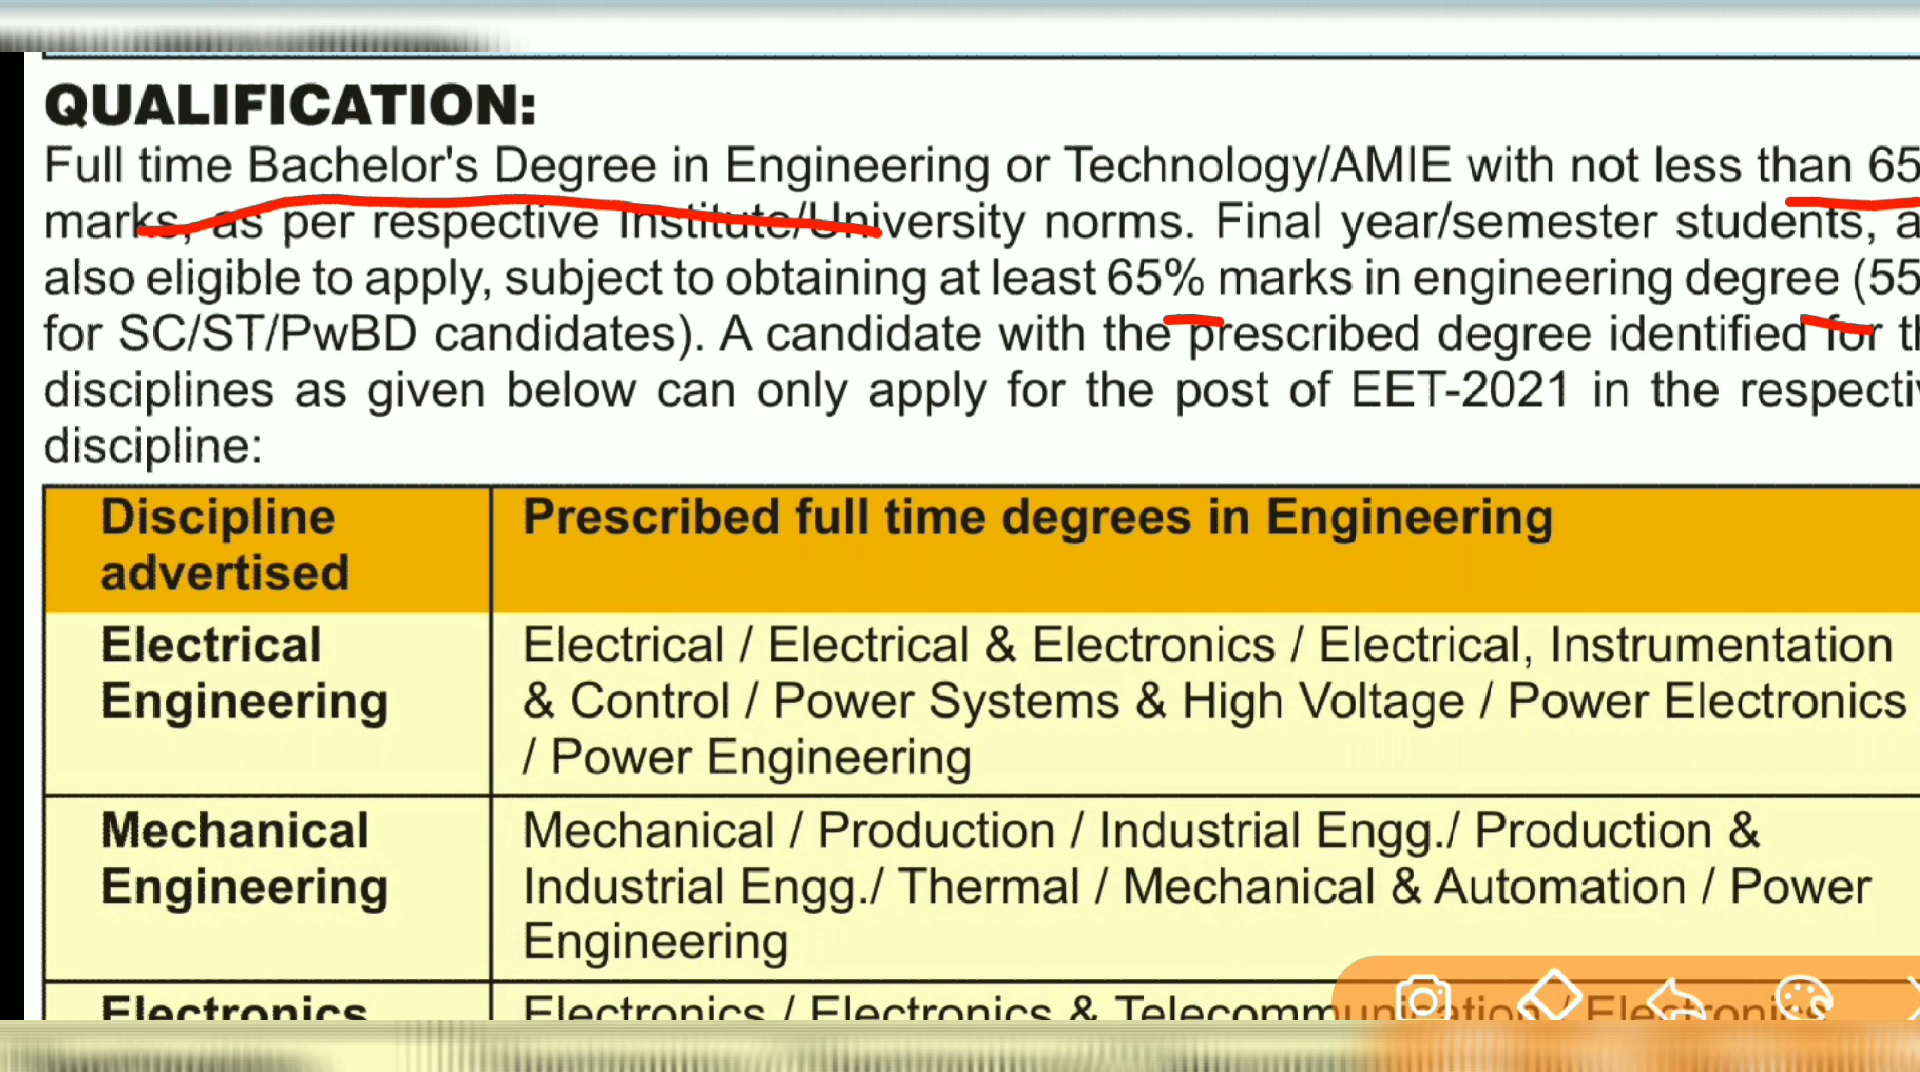 QUALIFICATION:
Full time Bachelor's Degree in Engineering or Technology/AMIE with not less than 65
marks, as per respective Institute/University norms. Final year/semester students, a
also eligible to apply, subject to obtaining at least 65% marks in engineering degree (55
for SC/ST/PwBD candidates). A candidate with the prescribed degree identified for th
disciplines as given below can only apply for the post of EET-2021 in the respectiv
discipline:
Discipline advertised
Prescribed full time degrees in Engineering
Electrical Engineering
Electrical / Electrical & Electronics / Electrical, Instrumentation
& Control / Power Systems & High Voltage / Power Electronics
/ Power Engineering
Mechanical Engineering
Mechanical / Production / Industrial Engg./ Production &
Industrial Engg./ Thermal / Mechanical & Automation / Power
Engineering
Electronics
Electronics / Electronics & Telecommunication / Electronics